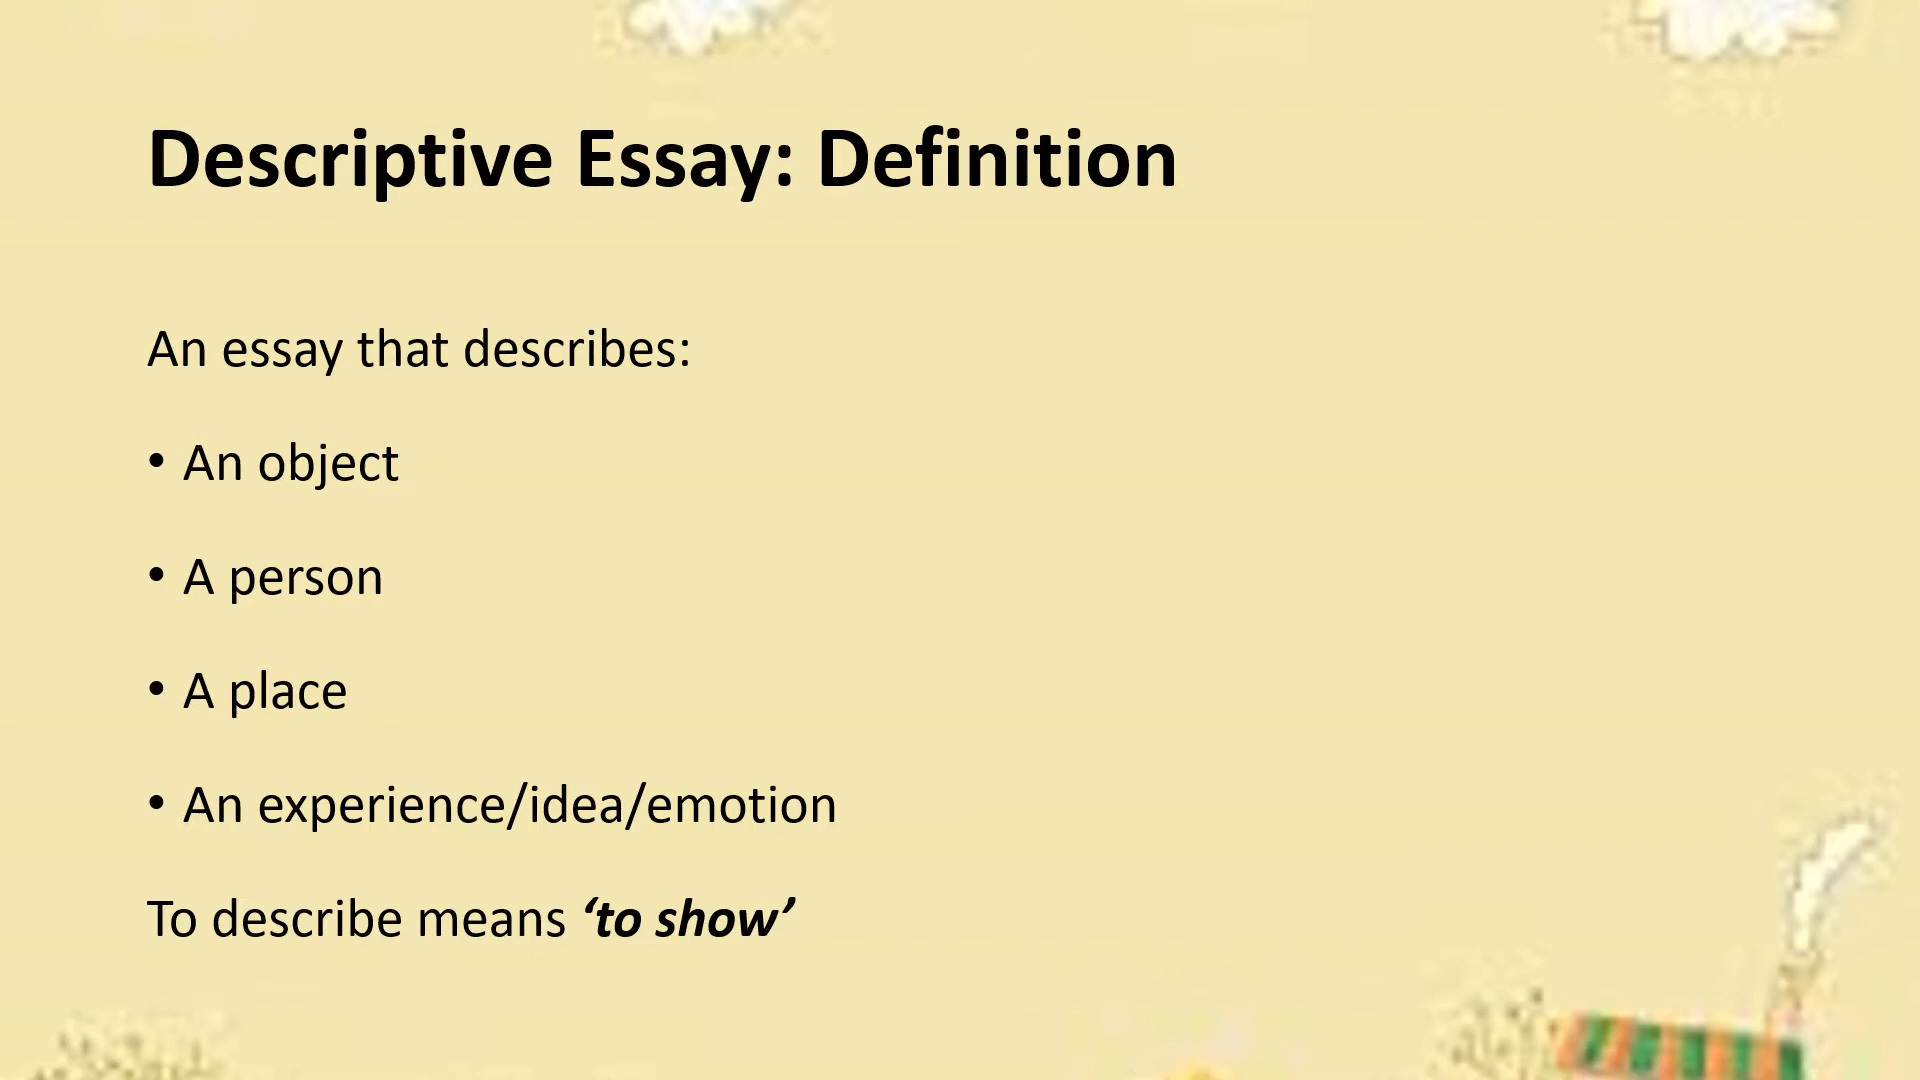 Descriptive Essay: Definition
An essay that describes:
• An object
• A person
• A place
• An experience/idea/emotion
To describe means ‘to show’